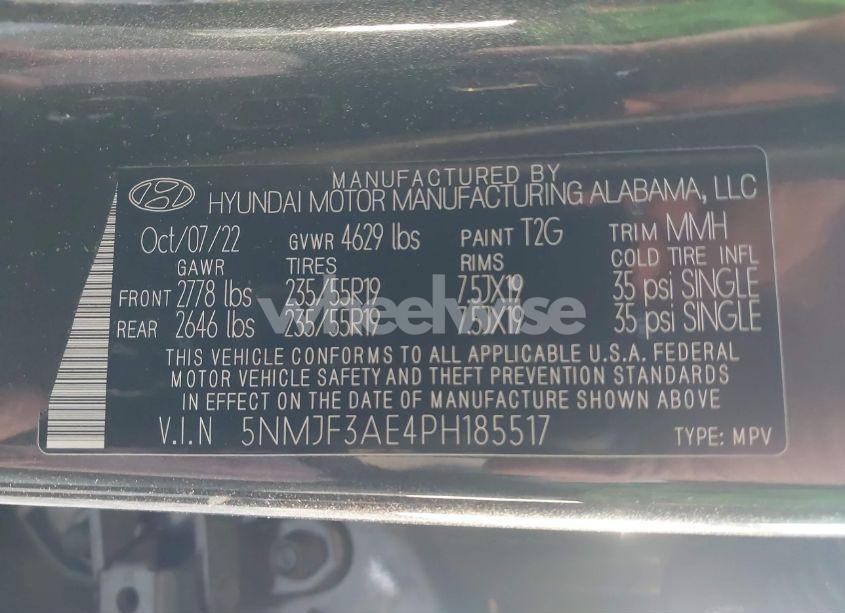 MANUFACTURED BY
HYUNDAI MOTOR MANUFACTURING ALABAMA, LLC
Oct/07/22 GVWR 4629 lbs PAINT T2G TRIM MMH
GAWR TIRES RIMS COLD TIRE INFL
FRONT 2778 lbs 235/55R19 7.5JX19 35 psi SINGLE
wheelwise
REAR 2646 lbs 235/55R19 7.5JX19 35 psi SINGLE
THIS VEHICLE CONFORMS TO ALL APPLICABLE U.S.A. FEDERAL
MOTOR VEHICLE SAFETY AND THEFT PREVENTION STANDARDS
IN EFFECT ON THE DATE OF MANUFACTURE SHOWN ABOVE
V.I.N 5NMJF3AE4PH185517 TYPE: MPV